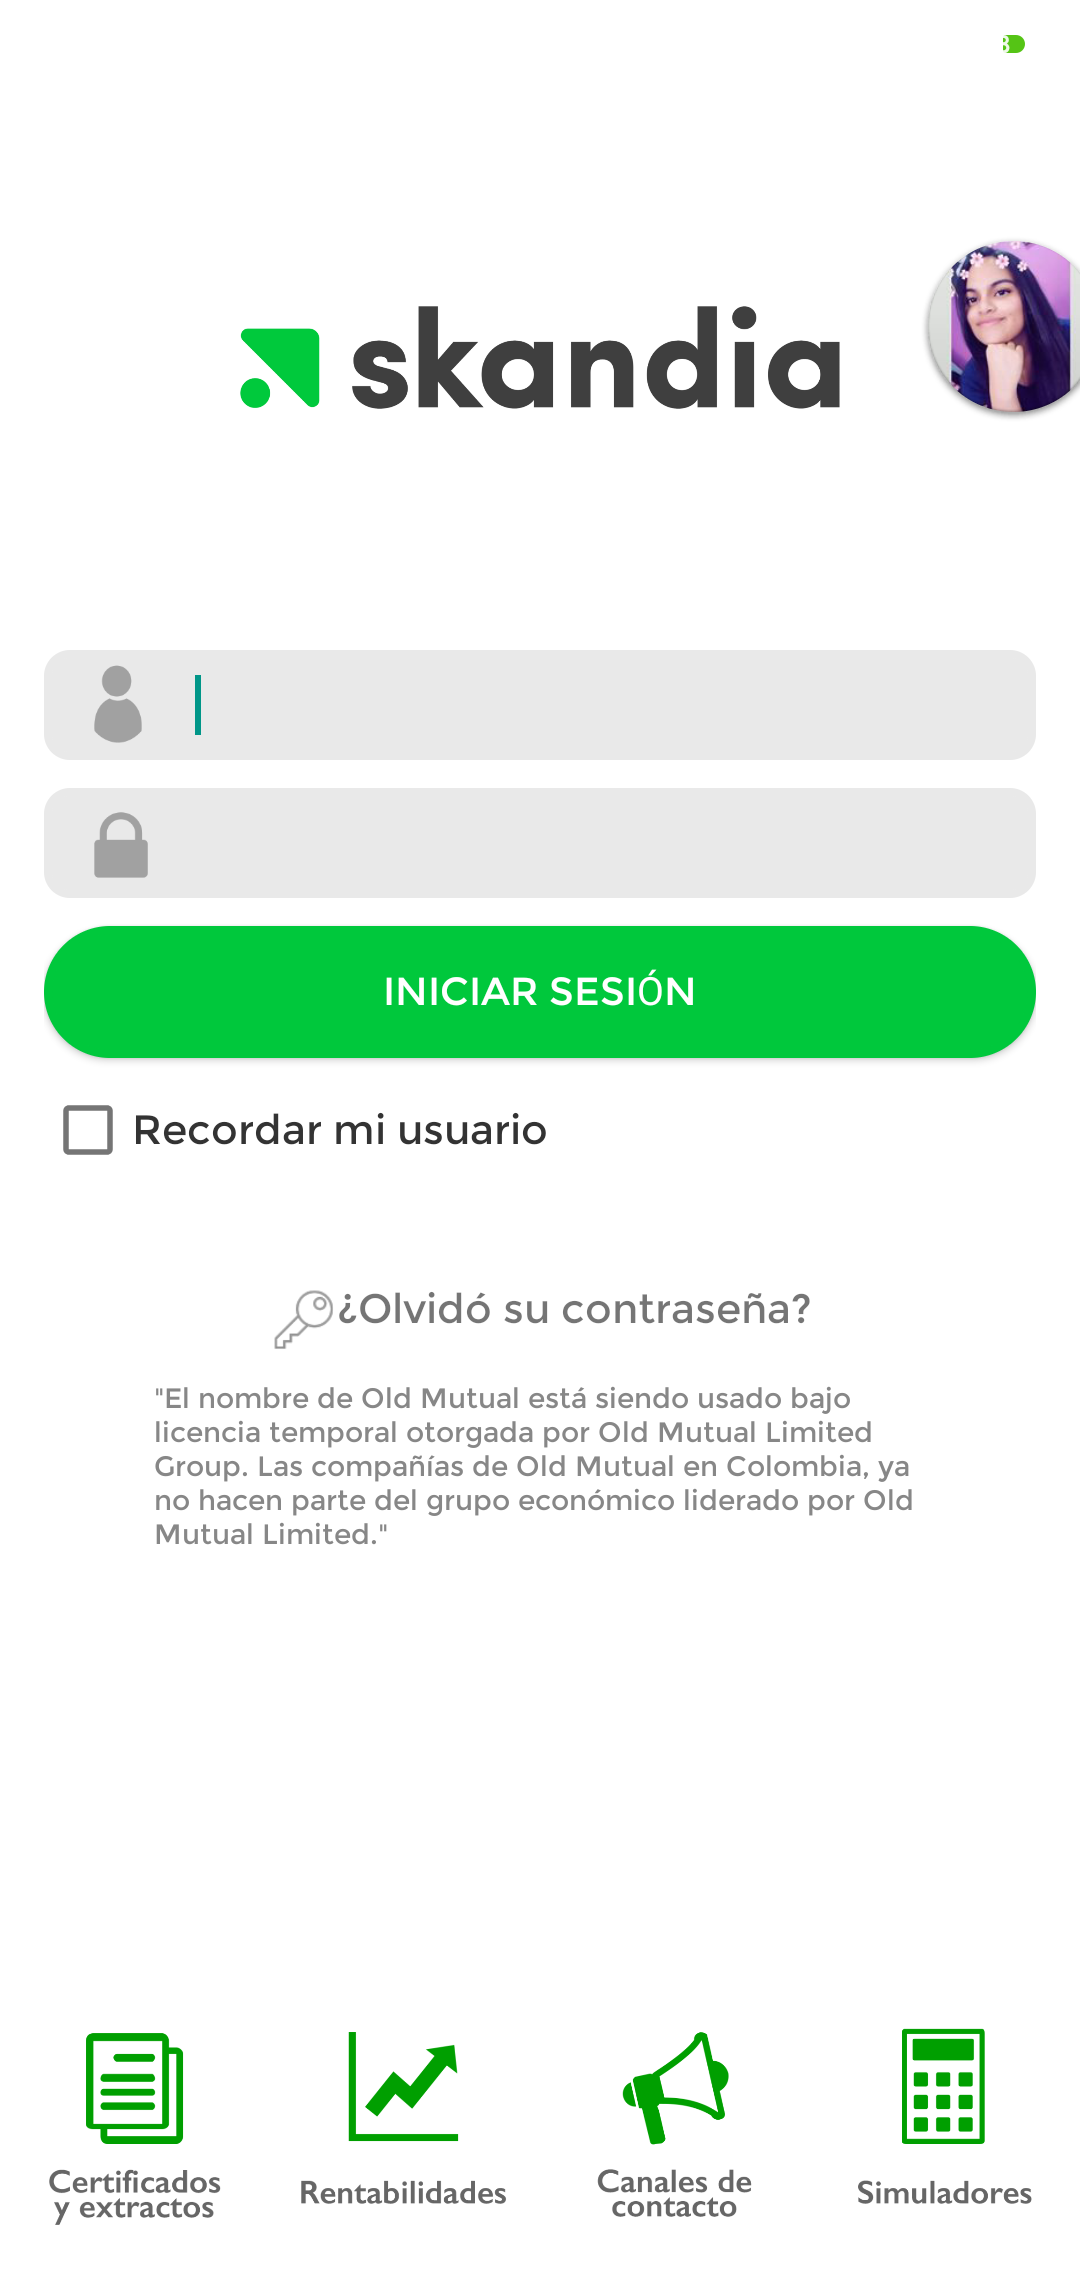 skandia
INICIAR SESIÓN
Recordar mi usuario
¿Olvidó su contraseña?
"El nombre de Old Mutual está siendo usado bajo
licencia temporal otorgada por Old Mutual Limited
Group. Las compañías de Old Mutual en Colombia, ya
no hacen parte del grupo económico liderado por Old
Mutual Limited."
Certificados
y extractos
Rentabilidades
Canales de
contacto
Simuladores